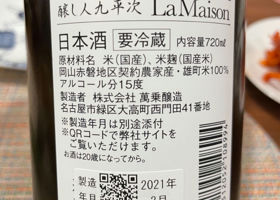 醸し人九平次 La Maison
日本酒 要冷蔵 内容量720ml
原材料名 米(国産)、米麹(国産米)
岡山赤磐地区契約農家産・雄町米100%
アルコール分15度
製造者 株式会社 萬乗醸造
名古屋市緑区大高町西門田41番地
※製造年月は別途添付
※QRコードで弊社サイトを
ご覧いただけます。
お酒は20歳になってから。
製造
年月
2021年